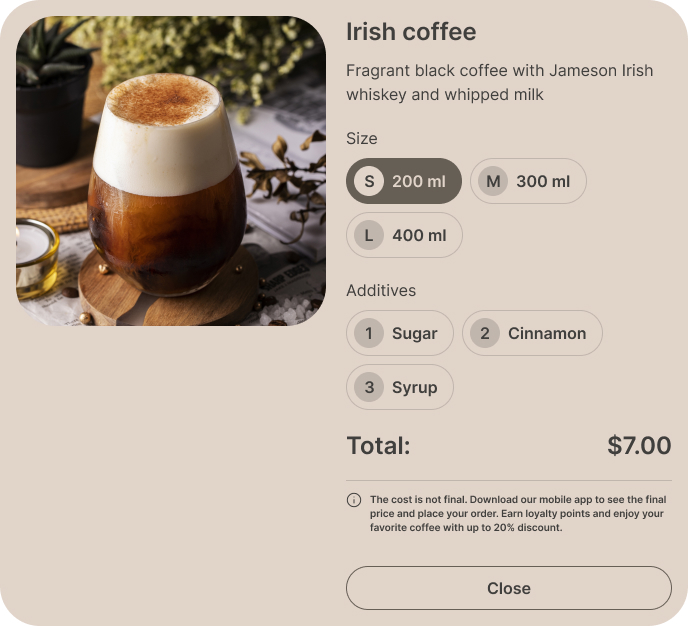 Irish coffee
Fragrant black coffee with Jameson Irish
whiskey and whipped milk
Size
S 200 ml M 300 ml
L 400 ml
Additives
1 Sugar 2 Cinnamon
3 Syrup
Total: $7.00
The cost is not final. Download our mobile app to see the final
price and place your order. Earn loyalty points and enjoy your
favorite coffee with up to 20% discount.
Close